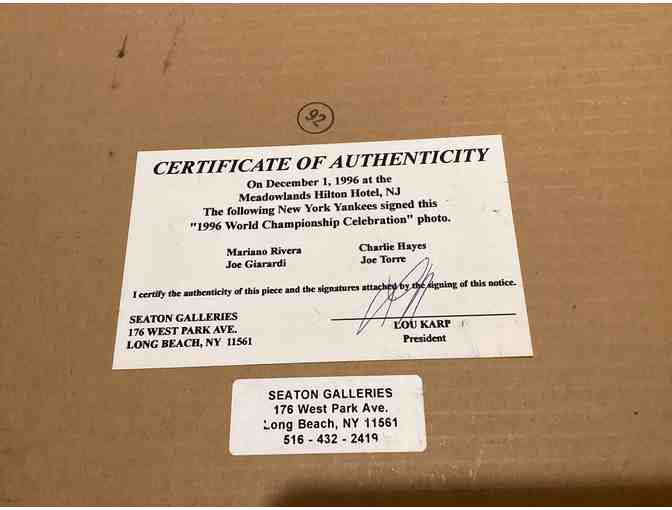 92
CERTIFICATE OF AUTHENTICITY
On December 1, 1996 at the
Meadowlands Hilton Hotel, NJ
The following New York Yankees signed this
"1996 World Championship Celebration" photo.
Mariano Rivera Charlie Hayes
Joe Giarardi Joe Torre
I certify the authenticity of this piece and the signatures attached by the signing of this notice.
SEATON GALLERIES
176 WEST PARK AVE.
LONG BEACH, NY 11561
LOU KARP
President
SEATON GALLERIES
176 West Park Ave.
Long Beach, NY 11561
516 - 432 - 2419